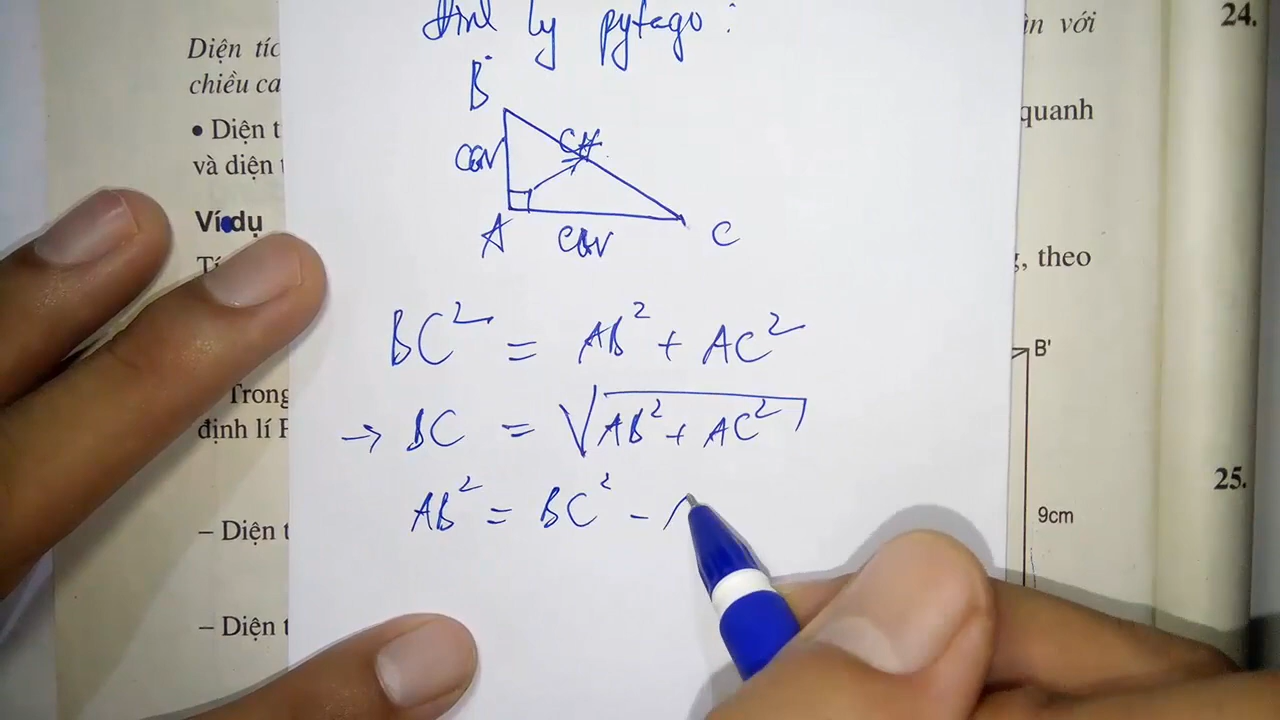 Định lý pytago :
B
CGV
CH
A
CGV
C
BC² = AB² + AC²
→ BC = √AB² + AC²
AB² = BC² -
Diện tíc
chiều ca
• Diện t
và diện t
Ví dụ
Trong
định lí
– Diện t
– Diện t
ìn với
quanh
, theo
B'
9cm
24.
25.